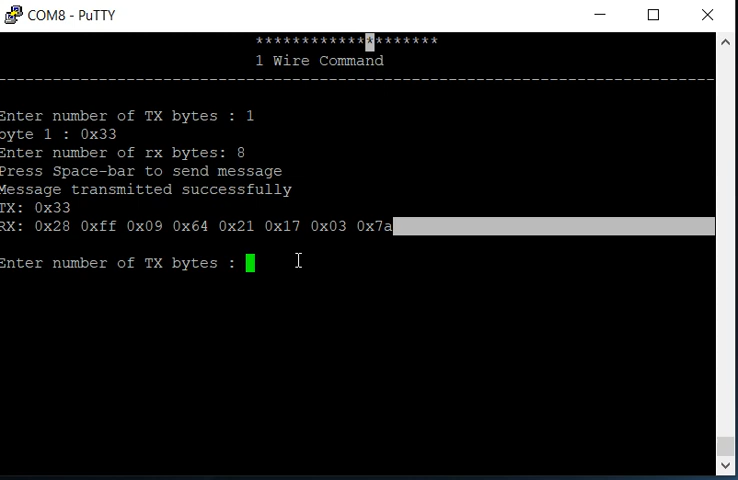 COM8 - PuTTY
********************
1 Wire Command
--------------------------------------------------------------------------------
Enter number of TX bytes : 1
byte 1 : 0x33
Enter number of rx bytes: 8
Press Space-bar to send message
Message transmitted successfully
TX: 0x33
RX: 0x28 0xff 0x09 0x64 0x21 0x17 0x03 0x7a
Enter number of TX bytes :